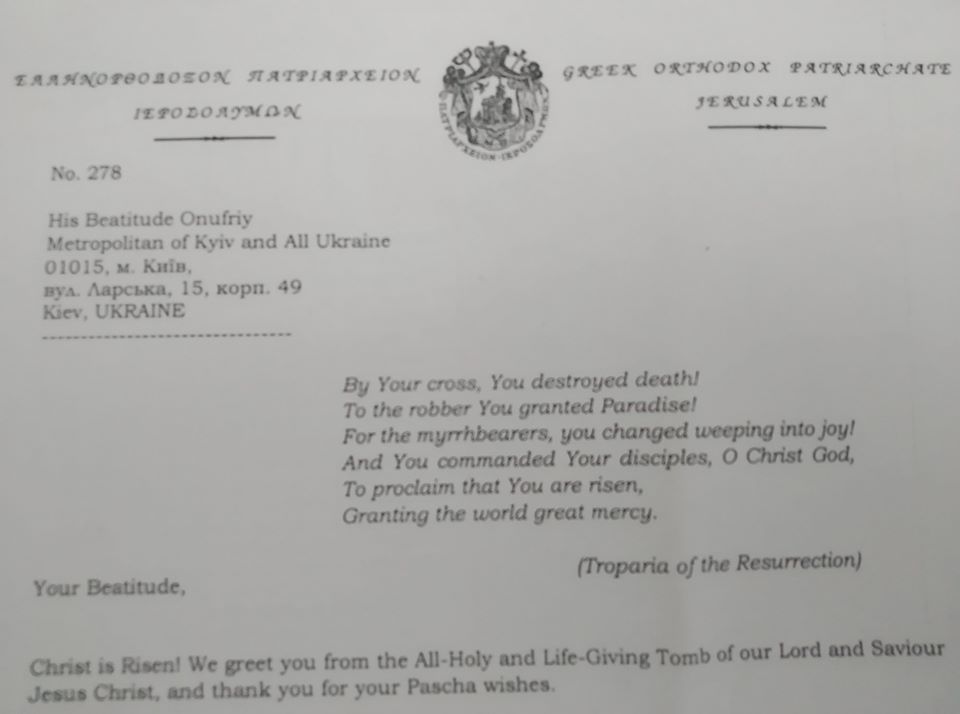 ΕΛΛΗΝΟΡΘΟΔΟΞΟΝ ΠΑΤΡΙΑΡΧΕΙΟΝ
ΙΕΡΟΣΟΛΥΜΩΝ
GREEK ORTHODOX PATRIARCHATE
JERUSALEM
ΠΑΤΡΙΑΡΧΕΙΟΝ·ΙΕΡΟΣΟΛΥΜΩΝ
No. 278
His Beatitude Onufriy
Metropolitan of Kyiv and All Ukraine
01015, м. Київ,
вул. Ларська, 15, корп. 49
Kiev, UKRAINE
By Your cross, You destroyed death!
To the robber You granted Paradise!
For the myrrhbearers, you changed weeping into joy!
And You commanded Your disciples, O Christ God,
To proclaim that You are risen,
Granting the world great mercy.
(Troparia of the Resurrection)
Your Beatitude,
Christ is Risen! We greet you from the All-Holy and Life-Giving Tomb of our Lord and Saviour
Jesus Christ, and thank you for your Pascha wishes.